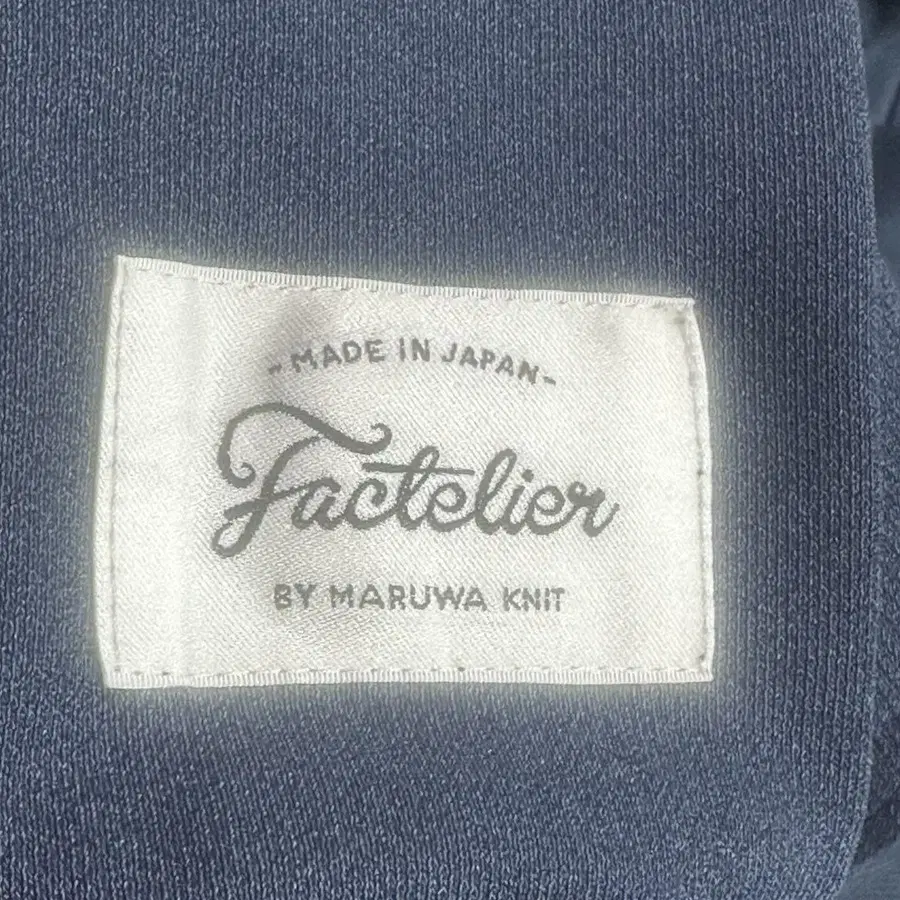 - MADE IN JAPAN -
Factelier
BY MARUWA KNIT